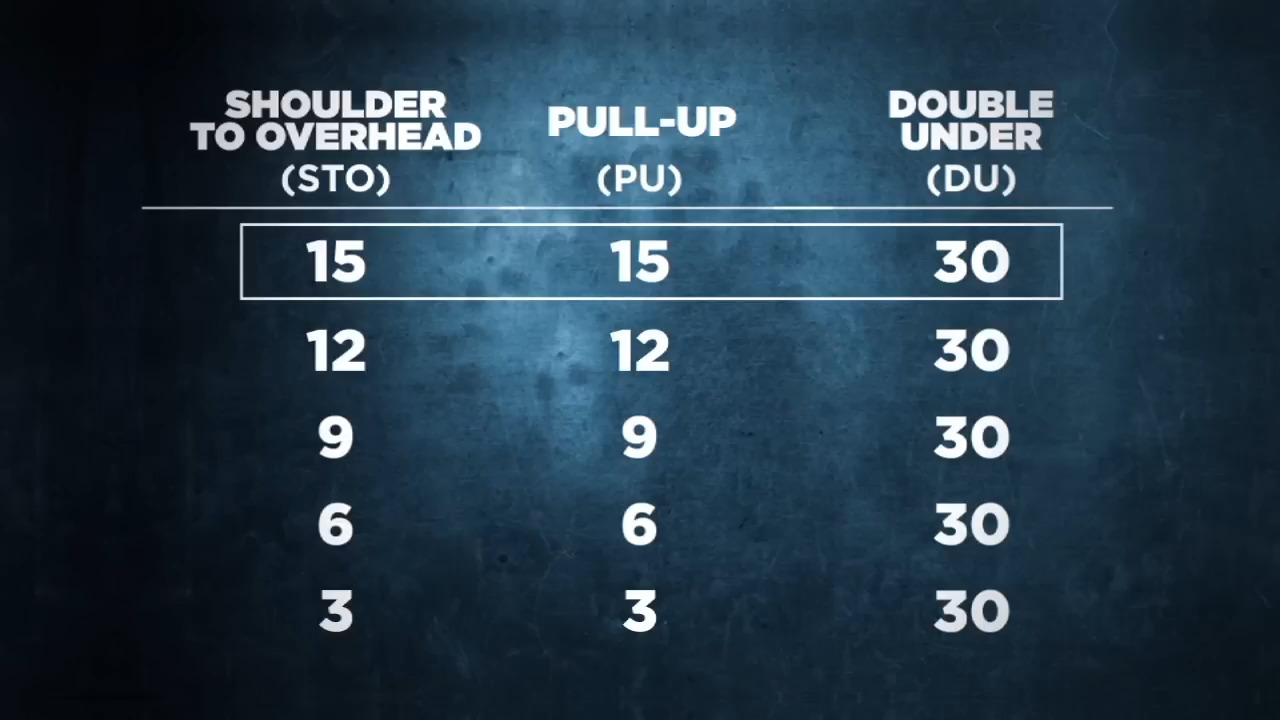 SHOULDER
TO OVERHEAD
(STO)
PULL-UP
(PU)
DOUBLE
UNDER
(DU)
15 15 30
12 12 30
9 9 30
6 6 30
3 3 30